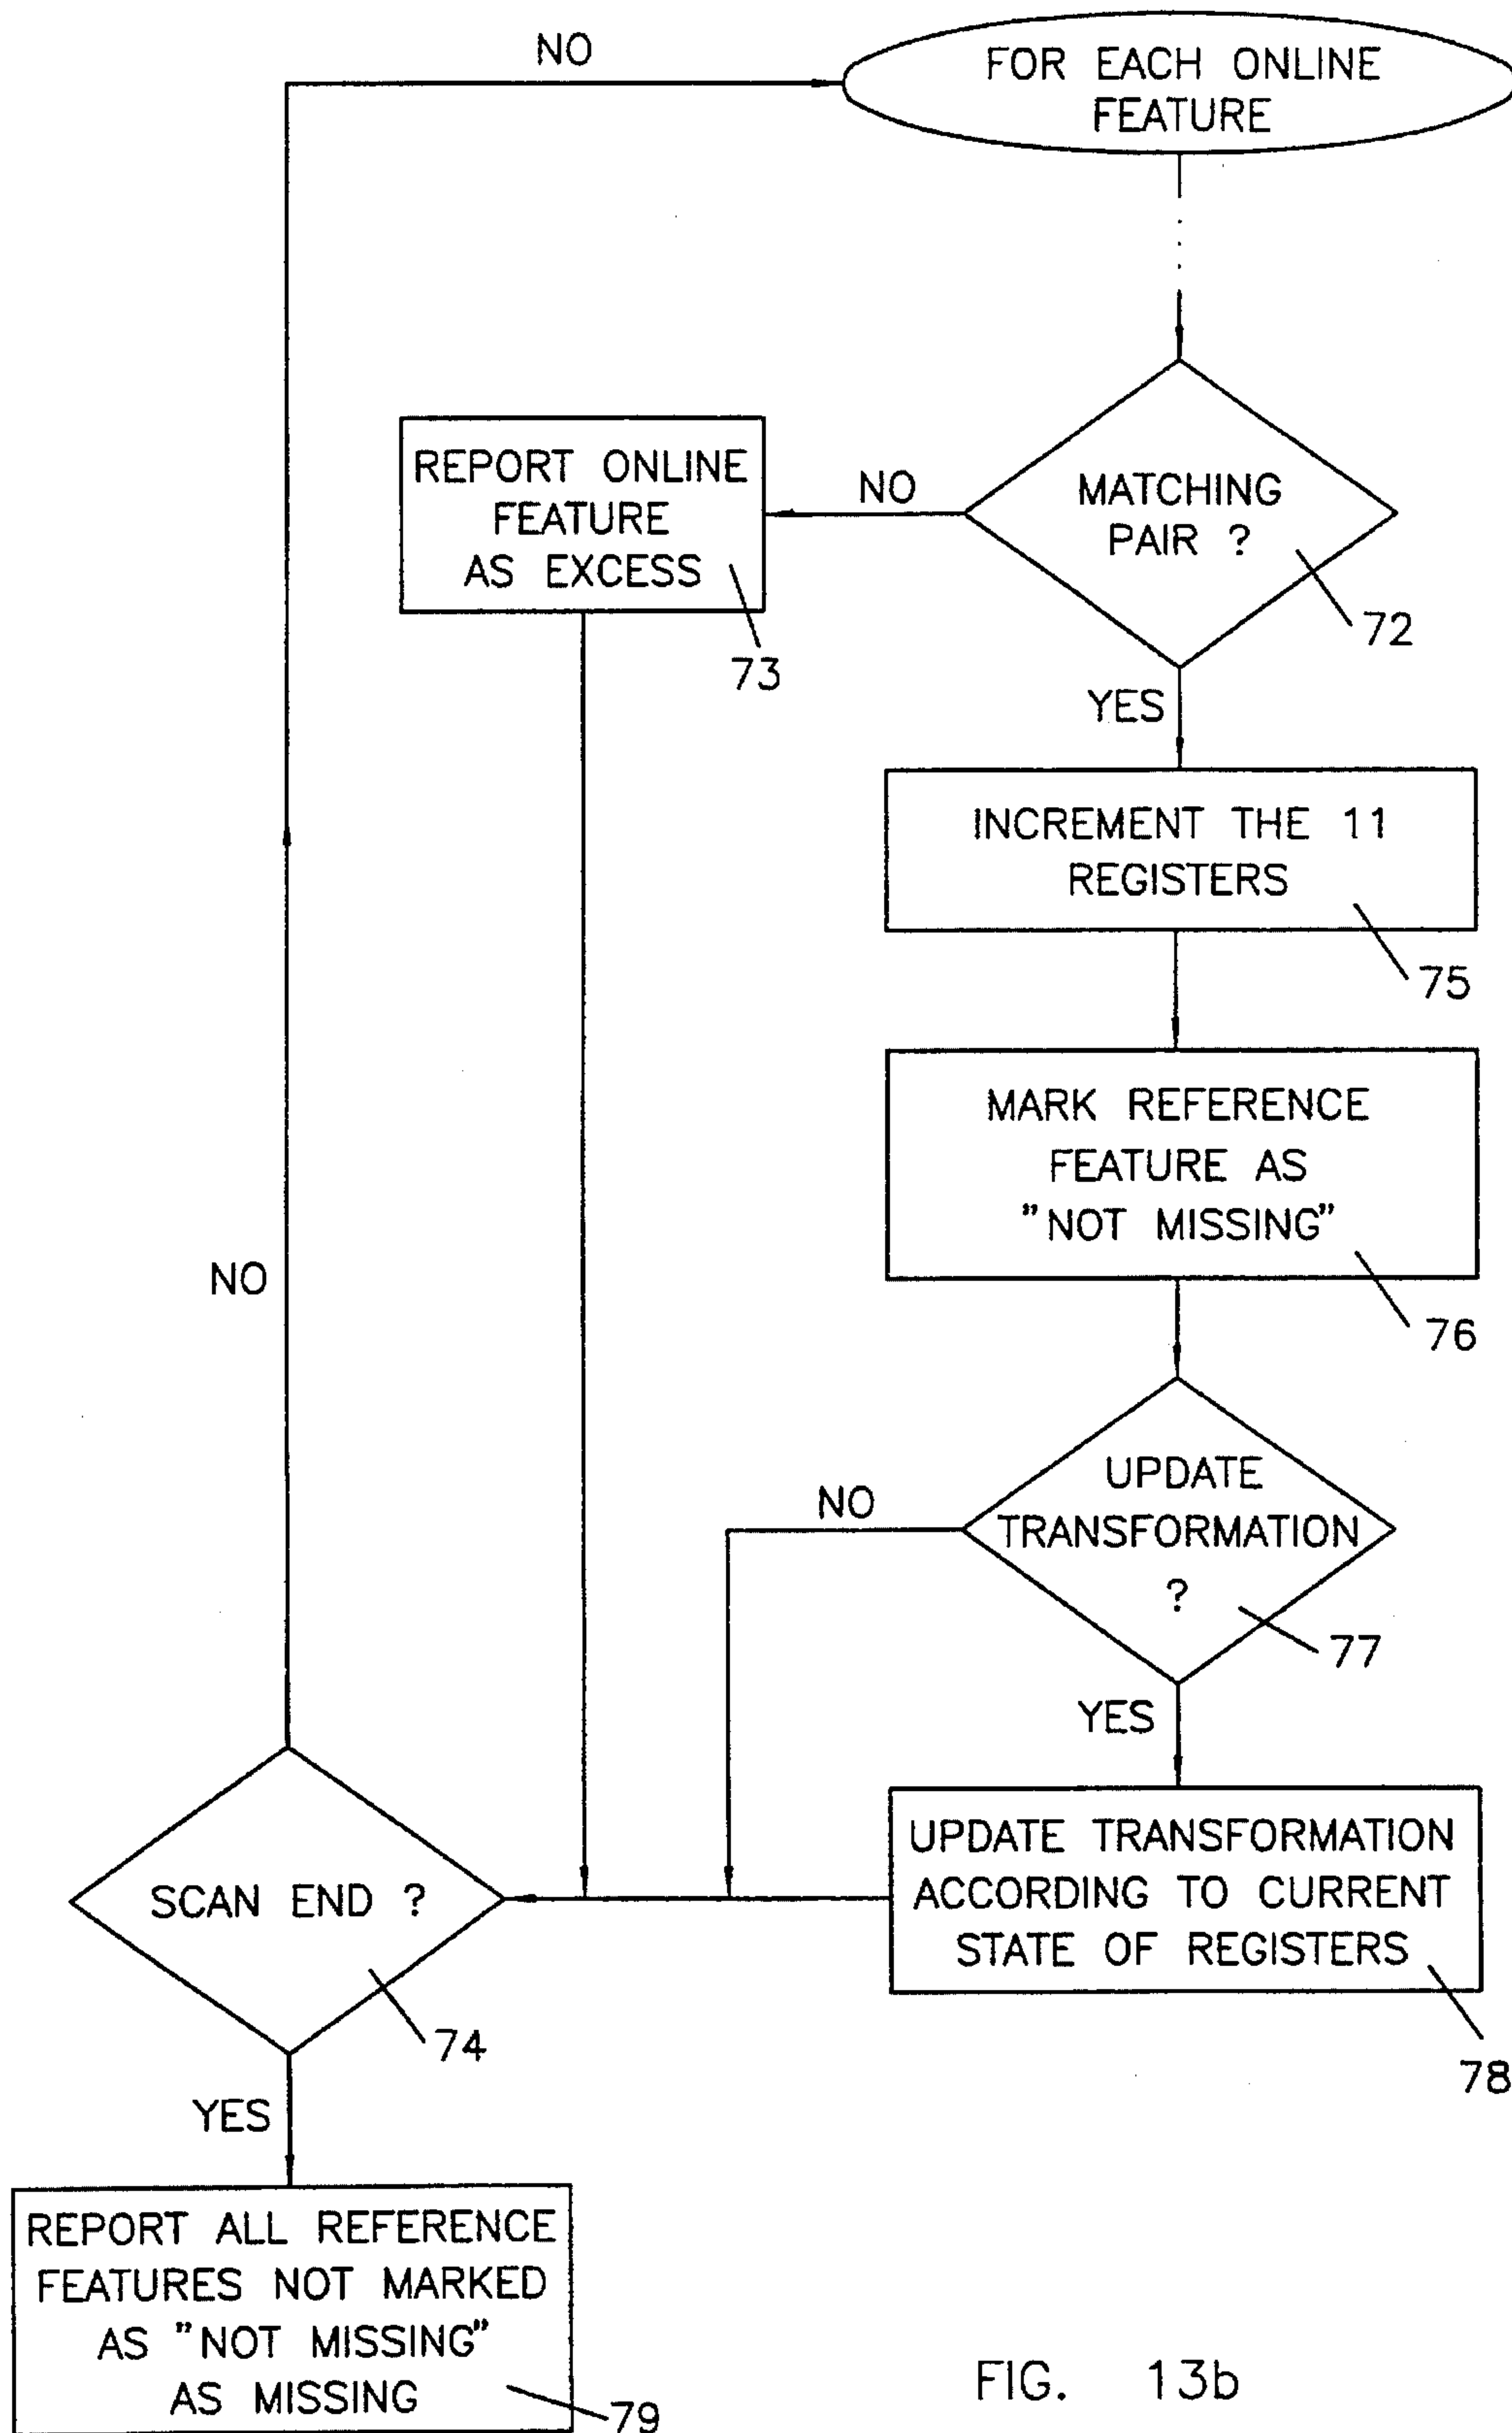 NO
FOR EACH ONLINE
FEATURE
REPORT ONLINE
FEATURE
AS EXCESS
73
NO
MATCHING
PAIR ?
72
YES
INCREMENT THE 11
REGISTERS
75
MARK REFERENCE
FEATURE AS
"NOT MISSING"
76
NO
NO
UPDATE
TRANSFORMATION
?
77
YES
UPDATE TRANSFORMATION
ACCORDING TO CURRENT
STATE OF REGISTERS
78
SCAN END ?
74
YES
REPORT ALL REFERENCE
FEATURES NOT MARKED
AS "NOT MISSING"
AS MISSING
79
FIG. 13b